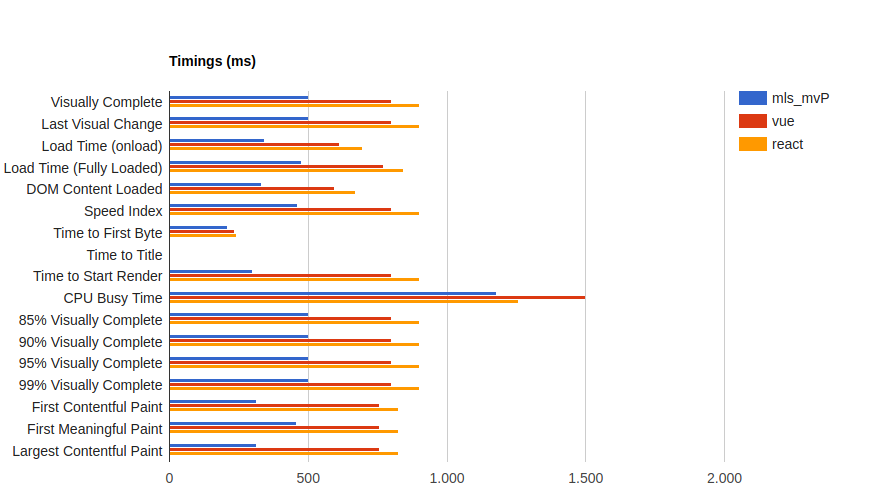 Timings (ms)
mls_mvP
vue
react
Visually Complete
Last Visual Change
Load Time (onload)
Load Time (Fully Loaded)
DOM Content Loaded
Speed Index
Time to First Byte
Time to Title
Time to Start Render
CPU Busy Time
85% Visually Complete
90% Visually Complete
95% Visually Complete
99% Visually Complete
First Contentful Paint
First Meaningful Paint
Largest Contentful Paint
0 500 1.000 1.500 2.000